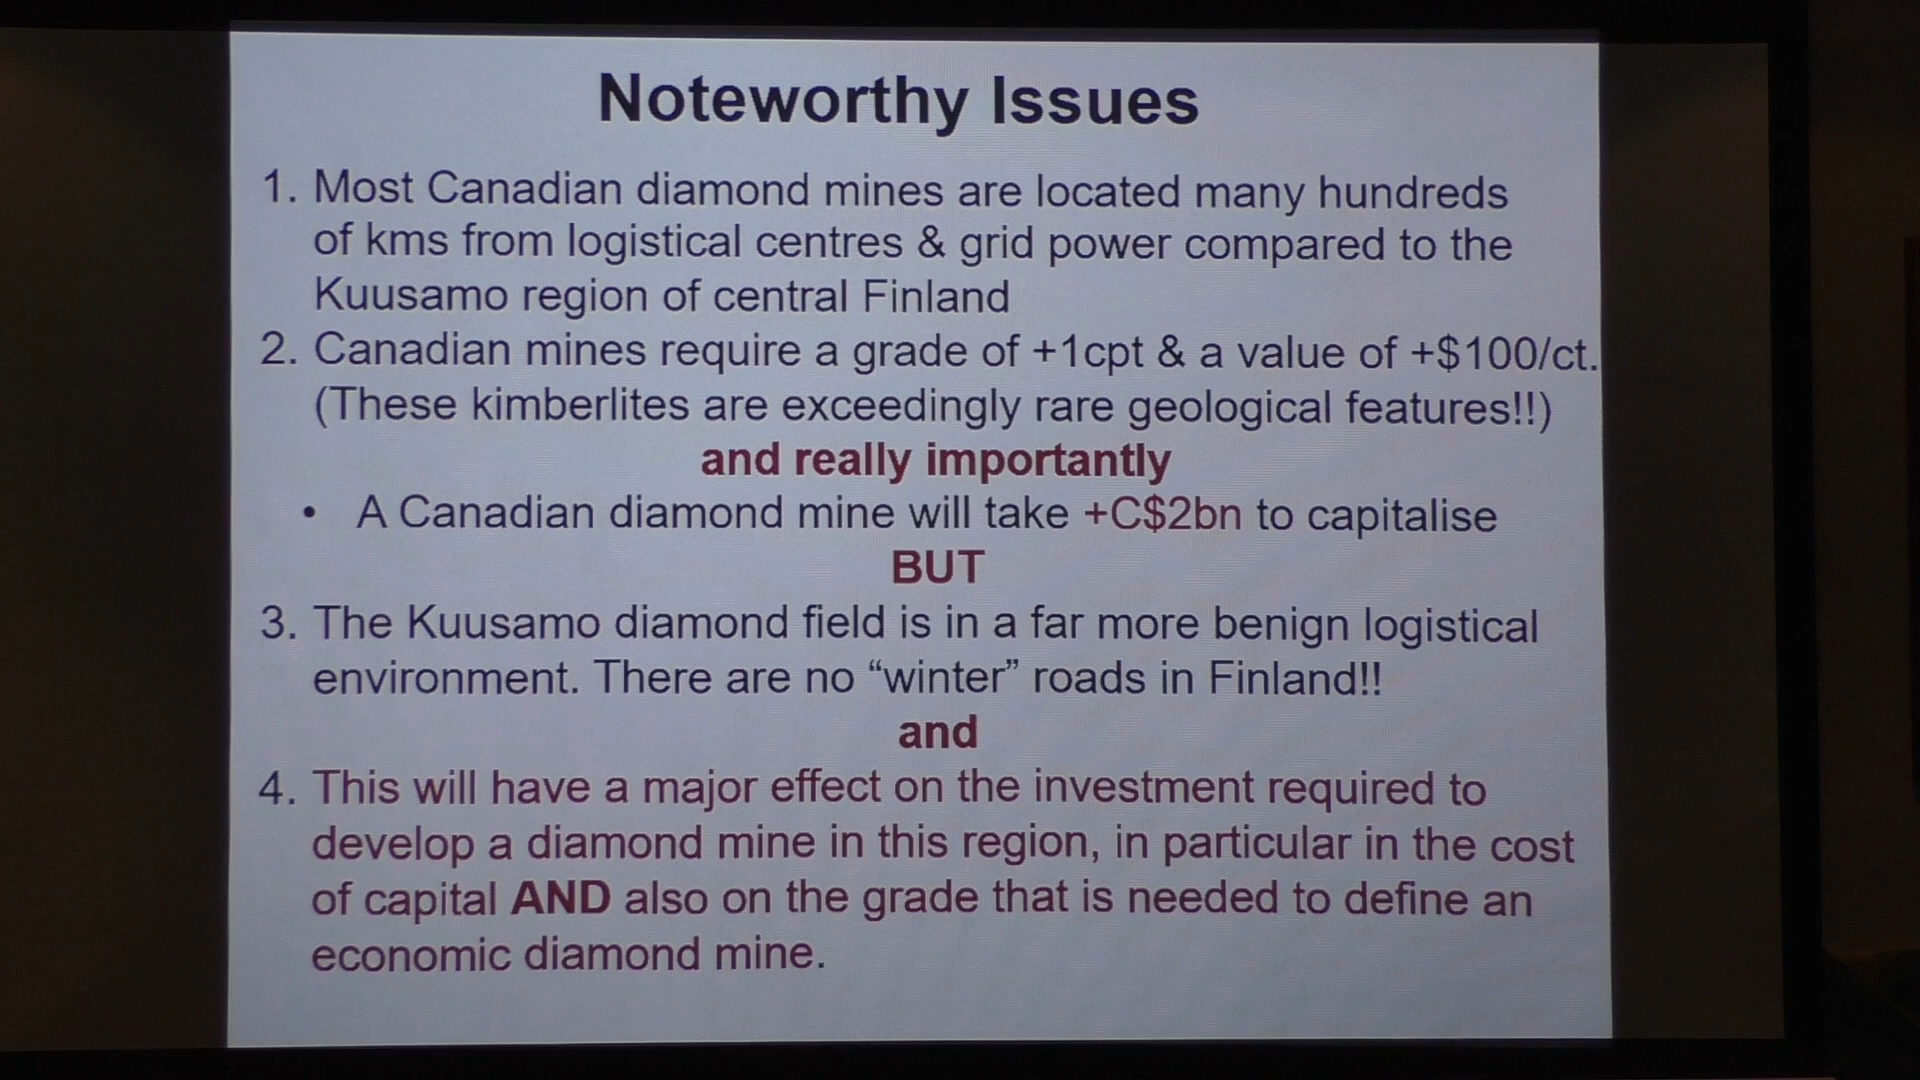 Noteworthy Issues
1. Most Canadian diamond mines are located many hundreds
of kms from logistical centres & grid power compared to the
Kuusamo region of central Finland
2. Canadian mines require a grade of +1cpt & a value of +$100/ct.
(These kimberlites are exceedingly rare geological features!!)
and really importantly
• A Canadian diamond mine will take +C$2bn to capitalise
BUT
3. The Kuusamo diamond field is in a far more benign logistical
environment. There are no “winter” roads in Finland!!
and
4. This will have a major effect on the investment required to
develop a diamond mine in this region, in particular in the cost
of capital AND also on the grade that is needed to define an
economic diamond mine.